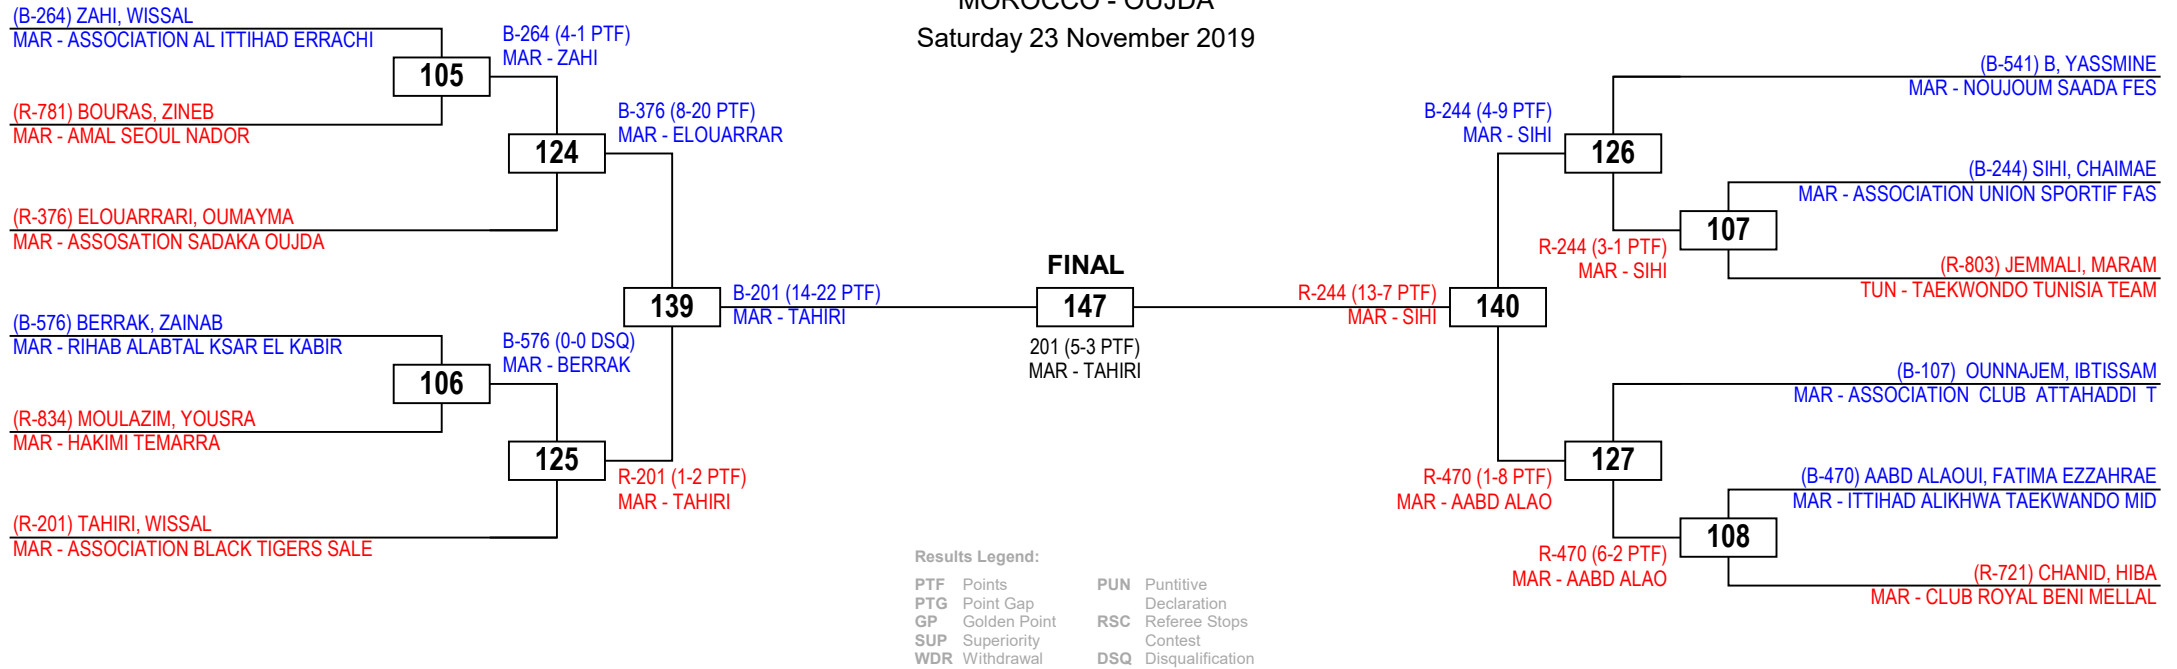 MOROCCO - OUJDA
Saturday 23 November 2019
(B-264) ZAHI, WISSAL
MAR - ASSOCIATION AL ITTIHAD ERRACHI
105
(R-781) BOURAS, ZINEB
MAR - AMAL SEOUL NADOR
B-264 (4-1 PTF)
MAR - ZAHI
124
(R-376) ELOUARRARI, OUMAYMA
MAR - ASSOSATION SADAKA OUJDA
B-376 (8-20 PTF)
MAR - ELOUARRAR
139
(B-576) BERRAK, ZAINAB
MAR - RIHAB ALABTAL KSAR EL KABIR
106
(R-834) MOULAZIM, YOUSRA
MAR - HAKIMI TEMARRA
B-576 (0-0 DSQ)
MAR - BERRAK
125
(R-201) TAHIRI, WISSAL
MAR - ASSOCIATION BLACK TIGERS SALE
R-201 (1-2 PTF)
MAR - TAHIRI
B-201 (14-22 PTF)
MAR - TAHIRI
FINAL
147
201 (5-3 PTF)
MAR - TAHIRI
R-244 (13-7 PTF)
MAR - SIHI
140
B-244 (4-9 PTF)
MAR - SIHI
126
(B-541) B, YASSMINE
MAR - NOUJOUM SAADA FES
(B-244) SIHI, CHAIMAE
MAR - ASSOCIATION UNION SPORTIF FAS
107
R-244 (3-1 PTF)
MAR - SIHI
(R-803) JEMMALI, MARAM
TUN - TAEKWONDO TUNISIA TEAM
(B-107)  OUNNAJEM, IBTISSAM
MAR - ASSOCIATION  CLUB  ATTAHADDI  T
127
R-470 (1-8 PTF)
MAR - AABD ALAO
(B-470) AABD ALAOUI, FATIMA EZZAHRAE
MAR - ITTIHAD ALIKHWA TAEKWANDO MID
108
R-470 (6-2 PTF)
MAR - AABD ALAO
(R-721) CHANID, HIBA
MAR - CLUB ROYAL BENI MELLAL
Results Legend:
PTF Points
PTG Point Gap
GP Golden Point
SUP Superiority
WDR Withdrawal
PUN Puntitive
Declaration
RSC Referee Stops
Contest
DSQ Disqualification